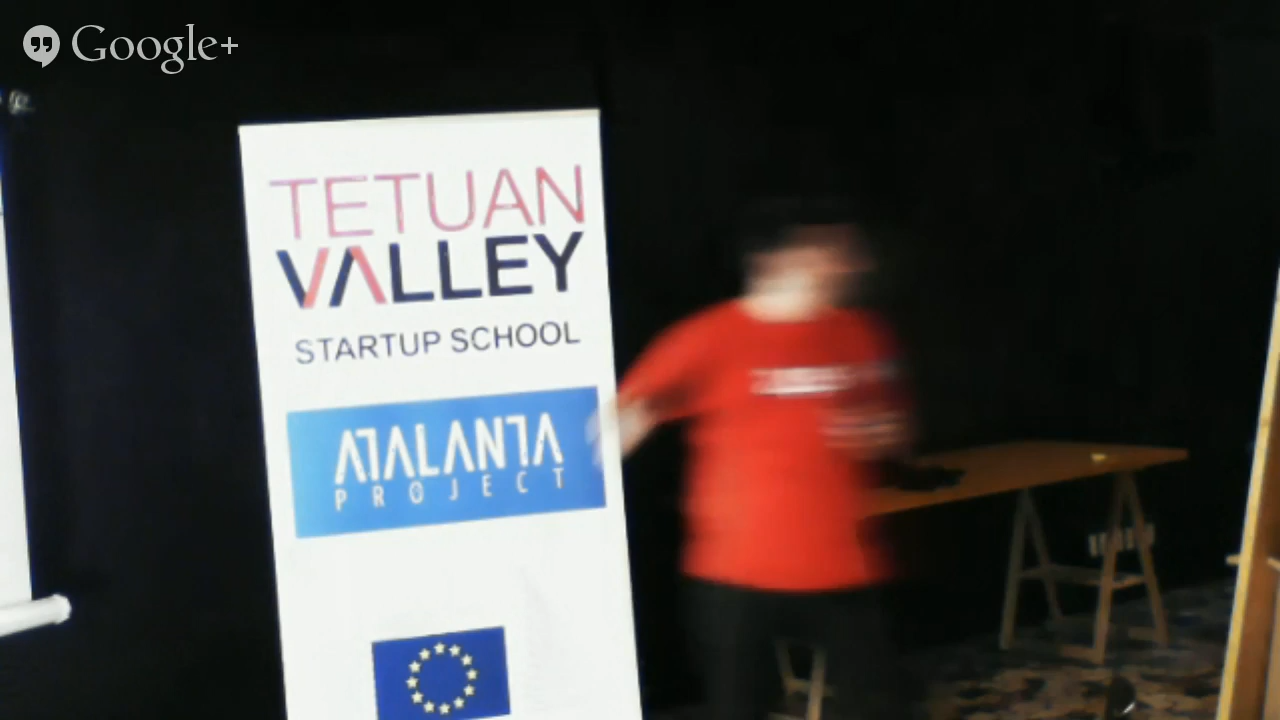 Google+
TETUAN
VALLEY
STARTUP SCHOOL
ATALANTA
PROJECT